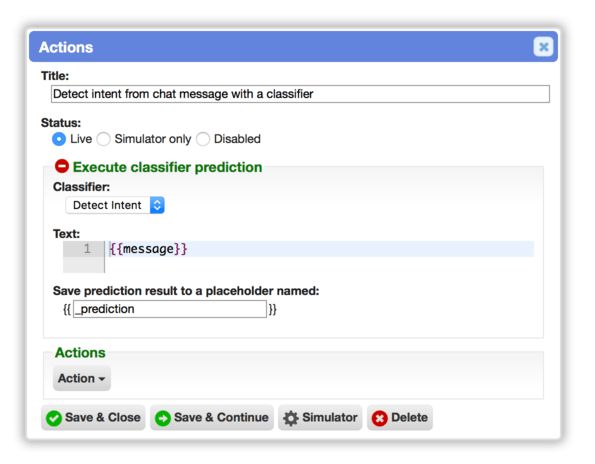 Actions
Title:
Detect intent from chat message with a classifier
Status:
Live Simulator only Disabled
Execute classifier prediction
Classifier:
Detect Intent
Text:
1 {{message}}
Save prediction result to a placeholder named:
{{ _prediction }}
Actions
Action
Save & Close Save & Continue Simulator Delete